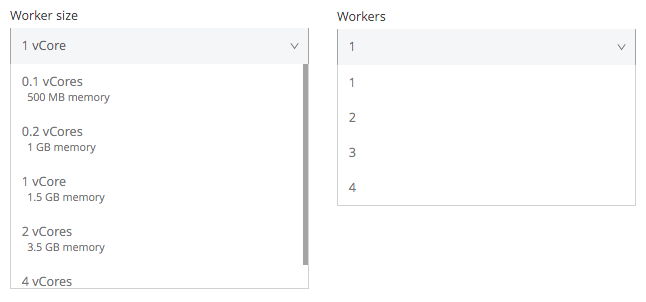 Worker size
1 vCore
0.1 vCores
500 MB memory
0.2 vCores
1 GB memory
1 vCore
1.5 GB memory
2 vCores
3.5 GB memory
4 vCores
Workers
1
1
2
3
4